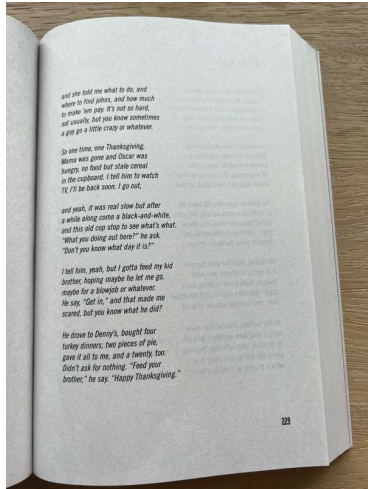 and she told me what to do, and
where to find johns, and how much
to make 'em pay. It's not so hard,
not usually, but you know sometimes
a guy go a little crazy or whatever.
So one time, one Thanksgiving,
Mama was gone and Oscar was
hungry, no food but stale cereal
in the cupboard. I tell him to watch
TV, I'll be back soon. I go out,
and yeah, it was real slow but after
a while along come a black-and-white,
and this old cop stop to see what's what.
"What you doing out here?" he ask.
"Don't you know what day it is?"
I tell him, yeah, but I gotta feed my kid
brother, hoping maybe he let me go,
maybe for a blowjob or whatever.
He say, "Get in," and that made me
scared, but you know what he did?
He drove to Denny's, bought four
turkey dinners, two pieces of pie,
gave it all to me, and a twenty, too.
Didn't ask for nothing. "Feed your
brother," he say. "Happy Thanksgiving."
229